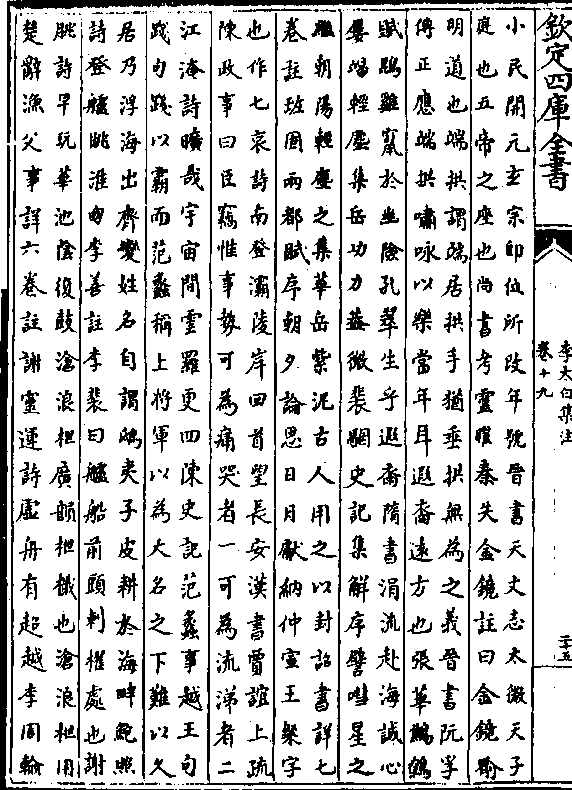 欽定四庫全書
李太白集注
卷十九
二十五
小民開元玄宗即位所改年號晉書天文志太微天子
庭也五帝之座也尚書考靈曜秦失金鏡註曰金鏡喻
明道也端拱謂端居拱手猶垂拱無為之義晉書阮孚
傳正應端拱嘯咏以樂當年耳遐裔遠方也張華鷦鷯
賦鵰雖竄於幽險孔翠生乎遐裔隋書涓流赴海誠心
屢竭輕塵集岳功力蓋微裴駰史記集解序譬嘒星之
繼朝陽輕塵之集華岳紫泥古人用之以封詔書詳七
卷註班固兩都賦序朝夕論思日月獻納仲宣王粲字
也作七哀詩南登灞陵岸回首望長安漢書賈誼上疏
陳政事曰臣竊惟事勢可為痛哭者一可為流涕者二
江淹詩曠哉宇宙間雲羅更四陳史記范蠡事越王句
踐句踐以霸而范蠡稱上將軍以為大名之下難以久
居乃浮海出齊變姓名自謂鴟夷子皮耕於海畔鮑照
詩登艫眺淮甸李善註李裴曰艫船前頭刺櫂處也謝
朓詩早玩華池陰復鼓滄浪枻廣韻枻檝也滄浪枻用
楚辭漁父事詳六卷註謝靈運詩虛舟有超越李周翰